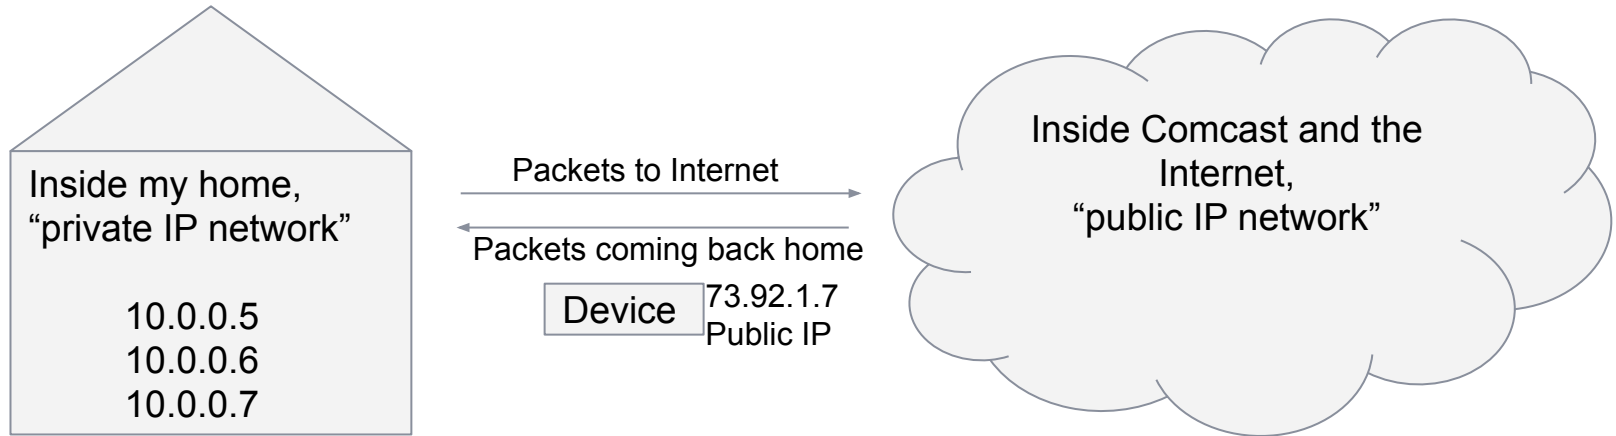 Inside my home,
“private IP network”
10.0.0.5
10.0.0.6
10.0.0.7
Packets to Internet
Packets coming back home
Device
73.92.1.7
Public IP
Inside Comcast and the
Internet,
“public IP network”